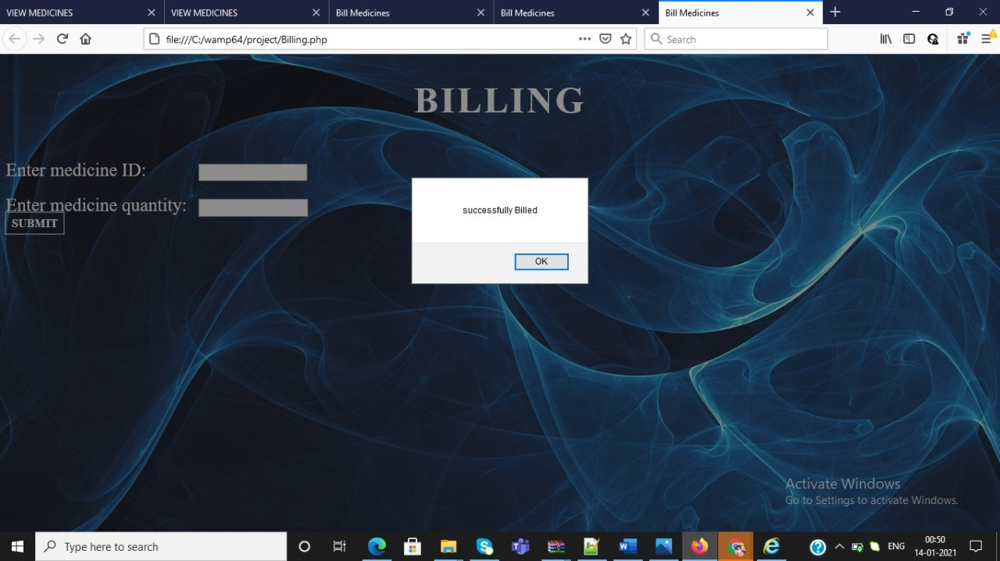 VIEW MEDICINES
VIEW MEDICINES
Bill Medicines
Bill Medicines
Bill Medicines
file:///C:/wamp64/project/Billing.php
Search
BILLING
Enter medicine ID:
Enter medicine quantity:
SUBMIT
successfully Billed
OK
Activate Windows
Go to Settings to activate Windows.
Type here to search
ENG
00:50
14-01-2021